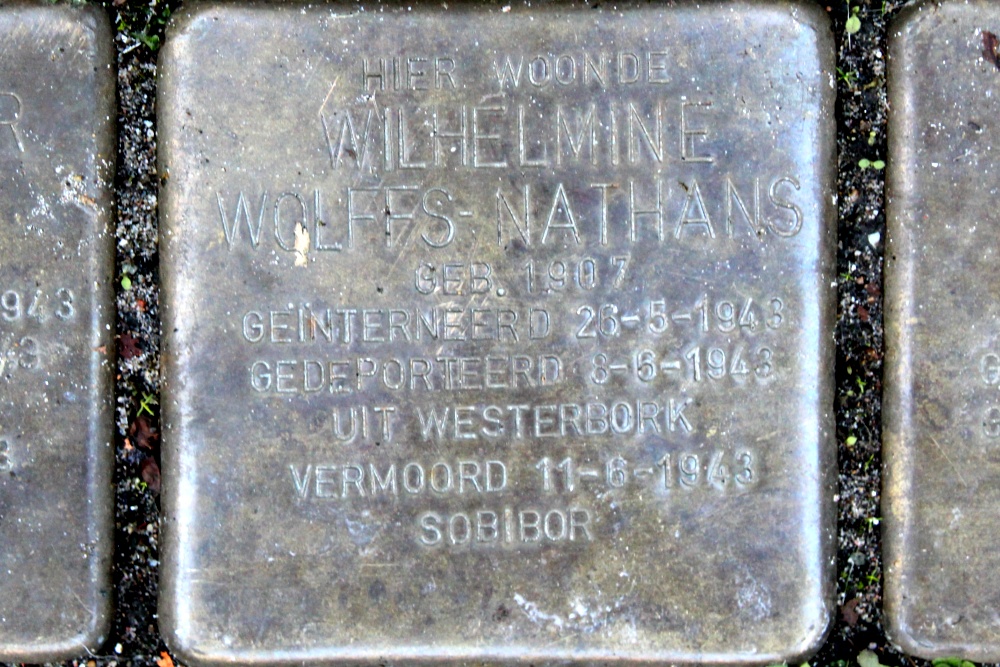 HIER WOONDE
WILHELMINE
WOLFFS-NATHANS
GEB. 1907
GEÏNTERNEERD 26-5-1943
GEDEPORTEERD 8-6-1943
UIT WESTERBORK
VERMOORD 11-6-1943
SOBIBOR